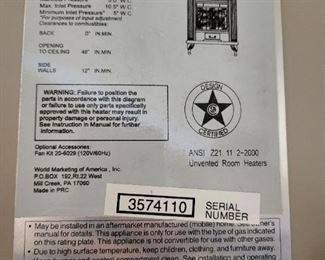 Max. Inlet Pressure 10.5" W.C.
Minimum Inlet Pressure* 5" W.C.
*For purposes of input adjustment
Clearances to combustibles:
BACK 0" IN.MIN.
OPENING
TO CEILING 48" IN.MIN.
SIDE
WALLS 12" IN.MIN.
WARNING: Failure to position the
parts in accordance with this diagram
or failure to use only parts specifically
approved with this heater may result in
property damage or personal injury.
See Instruction in Manual for further
information.
DESIGN
CERTIFIED
Optional Accessories:
Fan Kit 20-6029 (120V/60Hz)
ANSI Z21. 11. 2-2000
Unvented Room Heaters
World Marketing of America , Inc.
P.O.BOX 192,Rt.22 West
Mill Creek, PA 17060
Made in PRC
3574110
SERIAL
NUMBER
• May be installed in an aftermarket manufactured (mobile) home. See owner's
manual for details. This appliance is only for use with the type of gas indicated
on this rating plate. This appliance is not convertible for use with other gases.
• Due to high surface temperature, keep children, clothing, and furniture away.